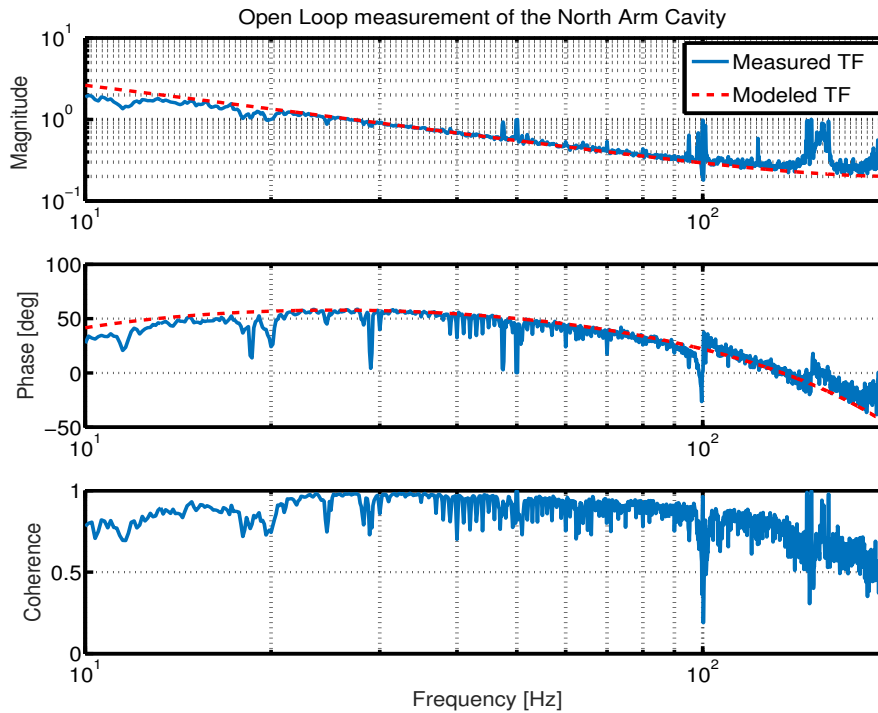 Open Loop measurement of the North Arm Cavity
Magnitude
10^1
10^0
10^-1
10^1
10^2
Measured TF
Modeled TF
Phase [deg]
100
50
0
−50
10^1
10^2
Coherence
1
0.5
0
10^1
10^2
Frequency [Hz]